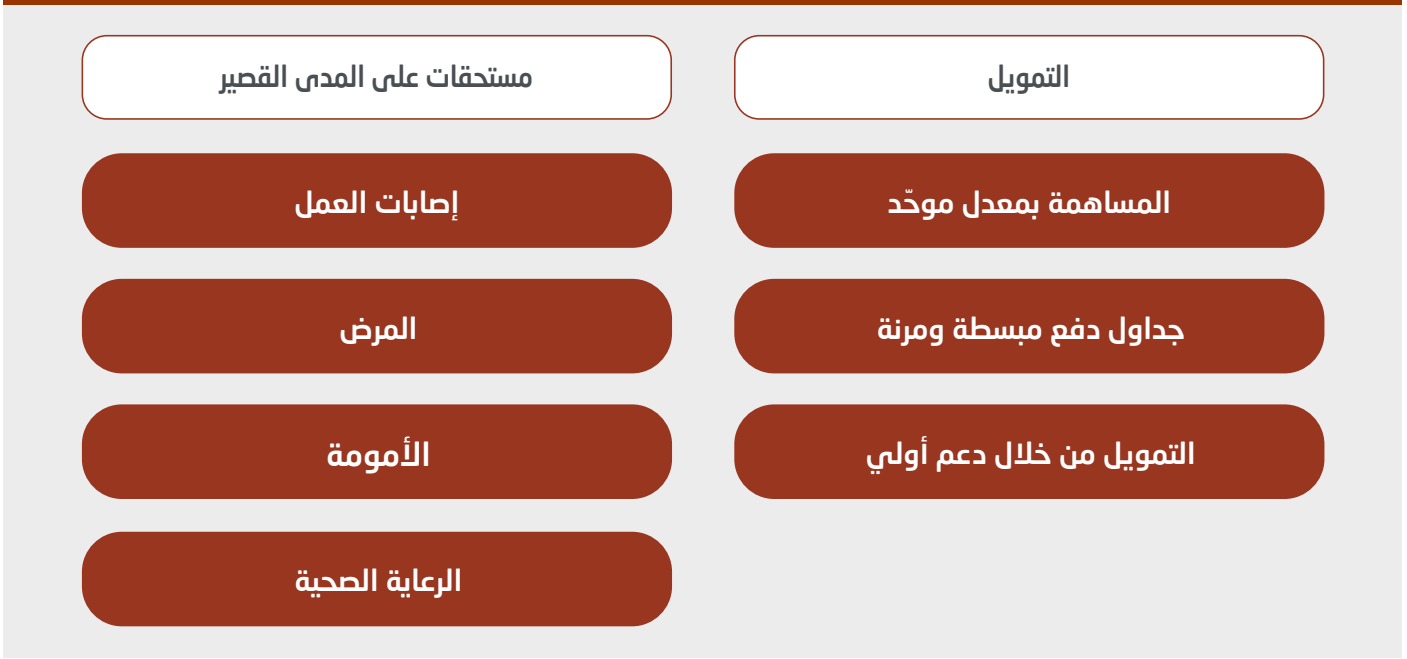 التمويل
المساهمة بمعدل موحّد
جداول دفع مبسطة ومرنة
التمويل من خلال دعم أولي
مستحقات على المدى القصير
إصابات العمل
المرض
الأمومة
الرعاية الصحية